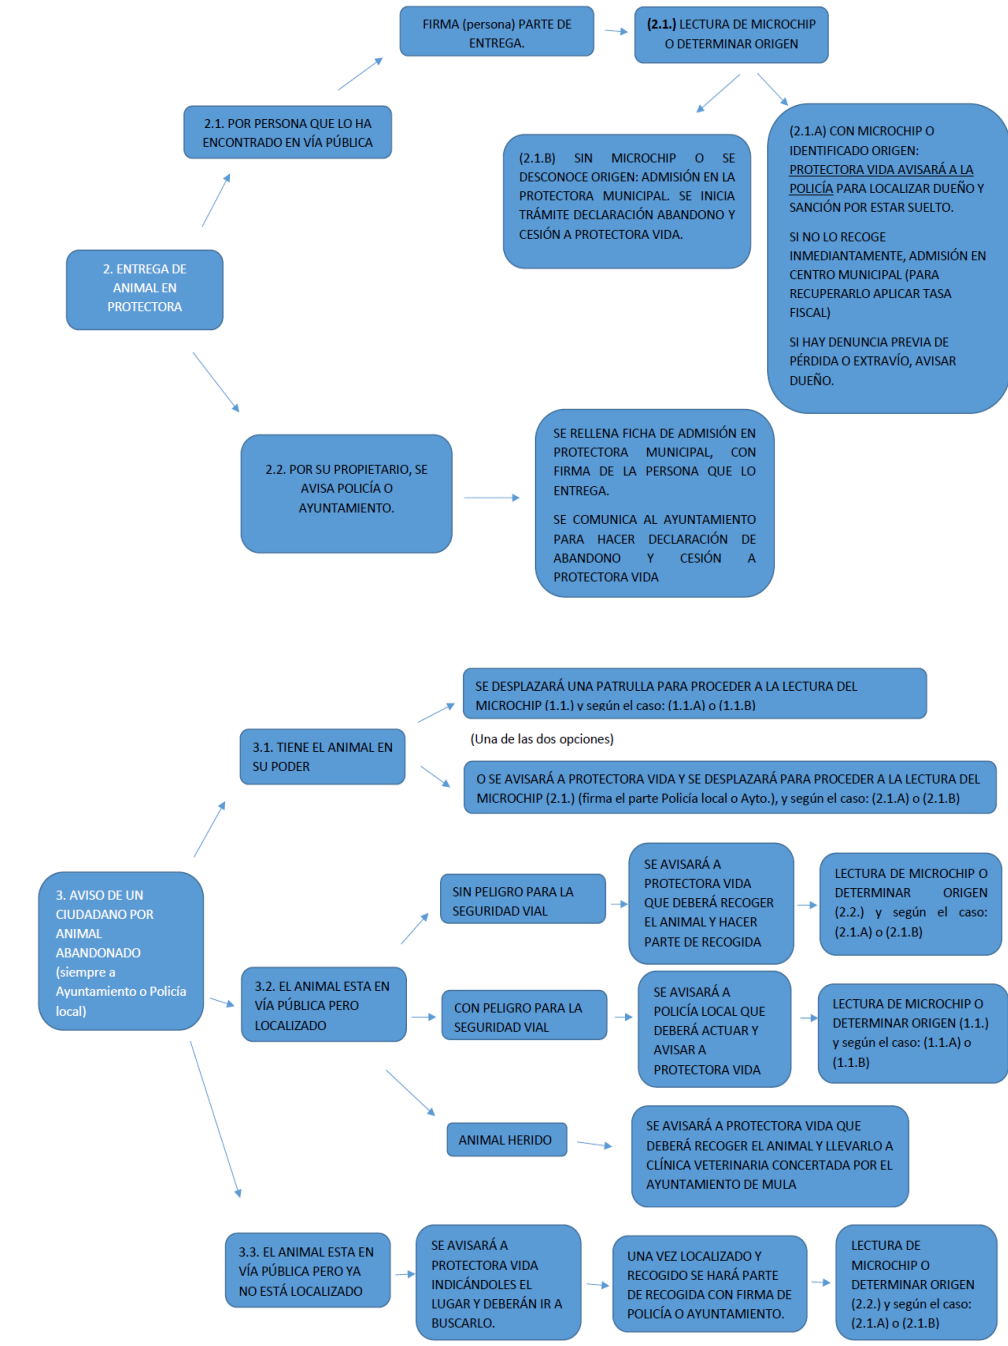 FIRMA (persona) PARTE DE
ENTREGA.
(2.1.) LECTURA DE MICROCHIP
O DETERMINAR ORIGEN
2.1. POR PERSONA QUE LO HA
ENCONTRADO EN VÍA PÚBLICA
(2.1.B) SIN MICROCHIP O SE
DESCONOCE ORIGEN: ADMISIÓN EN LA
PROTECTORA MUNICIPAL. SE INICIA
TRÁMITE DECLARACIÓN ABANDONO Y
CESIÓN A PROTECTORA VIDA.
(2.1.A) CON MICROCHIP O
IDENTIFICADO ORIGEN:
PROTECTORA VIDA AVISARÁ A LA
POLICÍA PARA LOCALIZAR DUEÑO Y
SANCIÓN POR ESTAR SUELTO.
SI NO LO RECOGE
INMEDIANTAMENTE, ADMISIÓN EN
CENTRO MUNICIPAL (PARA
RECUPERARLO APLICAR TASA
FISCAL)
SI HAY DENUNCIA PREVIA DE
PÉRDIDA O EXTRAVÍO, AVISAR
DUEÑO.
2. ENTREGA DE
ANIMAL EN
PROTECTORA
2.2. POR SU PROPIETARIO, SE
AVISA POLICÍA O
AYUNTAMIENTO.
SE RELLENA FICHA DE ADMISIÓN EN
PROTECTORA MUNICIPAL, CON
FIRMA DE LA PERSONA QUE LO
ENTREGA.
SE COMUNICA AL AYUNTAMIENTO
PARA HACER DECLARACIÓN DE
ABANDONO Y CESIÓN A
PROTECTORA VIDA
SE DESPLAZARÁ UNA PATRULLA PARA PROCEDER A LA LECTURA DEL
MICROCHIP (1.1.) y según el caso: (1.1.A) o (1.1.B)
(Una de las dos opciones)
3.1. TIENE EL ANIMAL EN
SU PODER
O SE AVISARÁ A PROTECTORA VIDA Y SE DESPLAZARÁ PARA PROCEDER A LA LECTURA DEL
MICROCHIP (2.1.) (firma el parte Policía local o Ayto.), y según el caso: (2.1.A) o (2.1.B)
3. AVISO DE UN
CIUDADANO POR
ANIMAL
ABANDONADO
(siempre a
Ayuntamiento o Policía
local)
SIN PELIGRO PARA LA
SEGURIDAD VIAL
SE AVISARÁ A
PROTECTORA VIDA
QUE DEBERÁ RECOGER
EL ANIMAL Y HACER
PARTE DE RECOGIDA
LECTURA DE MICROCHIP O
DETERMINAR ORIGEN
(2.2.) y según el caso:
(2.1.A) o (2.1.B)
3.2. EL ANIMAL ESTA EN
VÍA PÚBLICA PERO
LOCALIZADO
CON PELIGRO PARA LA
SEGURIDAD VIAL
SE AVISARÁ A
POLICÍA LOCAL QUE
DEBERÁ ACTUAR Y
AVISAR A
PROTECTORA VIDA
LECTURA DE MICROCHIP O
DETERMINAR ORIGEN (1.1.)
y según el caso: (1.1.A) o
(1.1.B)
ANIMAL HERIDO
SE AVISARÁ A PROTECTORA VIDA QUE
DEBERÁ RECOGER EL ANIMAL Y LLEVARLO A
CLÍNICA VETERINARIA CONCERTADA POR EL
AYUNTAMIENTO DE MULA
3.3. EL ANIMAL ESTA EN
VÍA PÚBLICA PERO YA
NO ESTÁ LOCALIZADO
SE AVISARÁ A
PROTECTORA VIDA
INDICÁNDOLES EL
LUGAR Y DEBERÁN IR A
BUSCARLO.
UNA VEZ LOCALIZADO Y
RECOGIDO SE HARÁ PARTE
DE RECOGIDA CON FIRMA DE
POLICÍA O AYUNTAMIENTO.
LECTURA DE
MICROCHIP O
DETERMINAR ORIGEN
(2.2.) y según el caso:
(2.1.A) o (2.1.B)